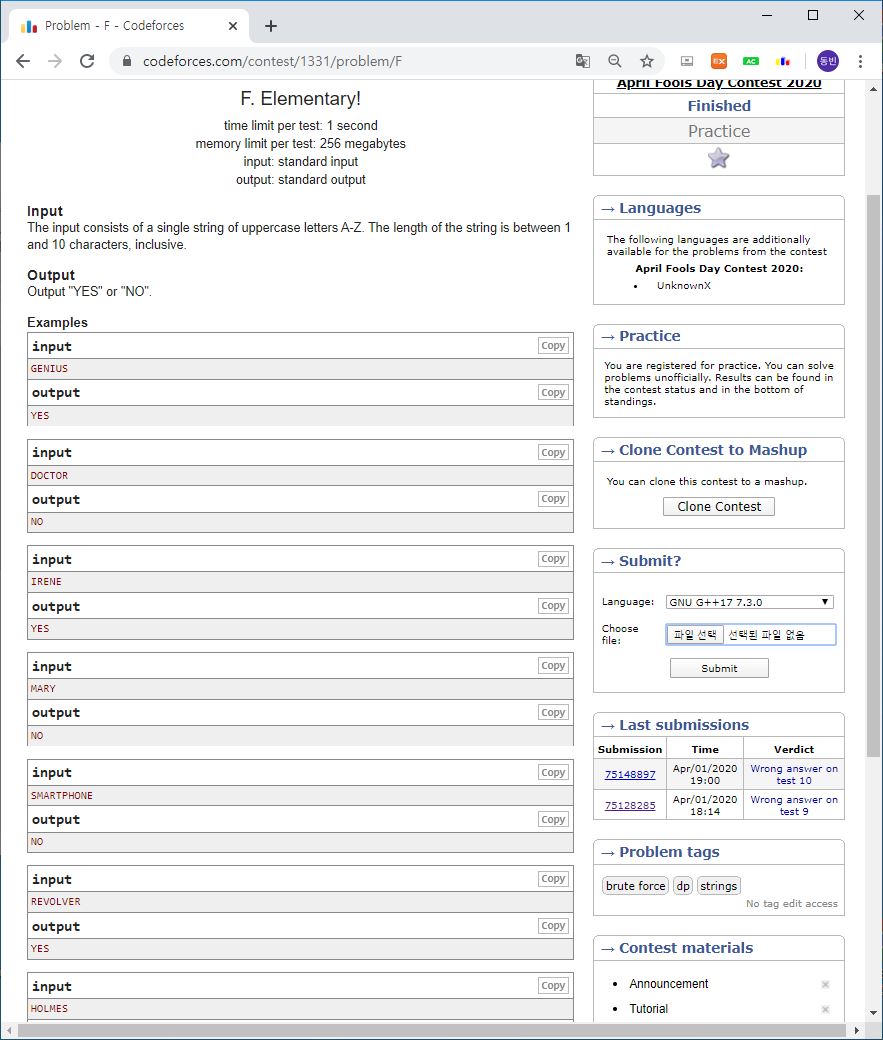 Problem - F - Codeforces
codeforces.com/contest/1331/problem/F
동빈
F. Elementary!
time limit per test: 1 second
memory limit per test: 256 megabytes
input: standard input
output: standard output
Input
The input consists of a single string of uppercase letters A-Z. The length of the string is between 1
and 10 characters, inclusive.
Output
Output "YES" or "NO".
Examples
input
Copy
GENIUS
output
Copy
YES
input
Copy
DOCTOR
output
Copy
NO
input
Copy
IRENE
output
Copy
YES
input
Copy
MARY
output
Copy
NO
input
Copy
SMARTPHONE
output
Copy
NO
input
Copy
REVOLVER
output
Copy
YES
input
Copy
HOLMES
April Fools Day Contest 2020
Finished
Practice
→ Languages
The following languages are additionally
available for the problems from the contest
April Fools Day Contest 2020:
• UnknownX
→ Practice
You are registered for practice. You can solve
problems unofficially. Results can be found in
the contest status and in the bottom of
standings.
→ Clone Contest to Mashup
You can clone this contest to a mashup.
Clone Contest
→ Submit?
Language: GNU G++17 7.3.0
Choose
file:
파일 선택 선택된 파일 없음
Submit
→ Last submissions
Submission Time Verdict
75148897 Apr/01/2020 19:00 Wrong answer on test 10
75128285 Apr/01/2020 18:14 Wrong answer on test 9
→ Problem tags
brute force dp strings
No tag edit access
→ Contest materials
• Announcement
• Tutorial